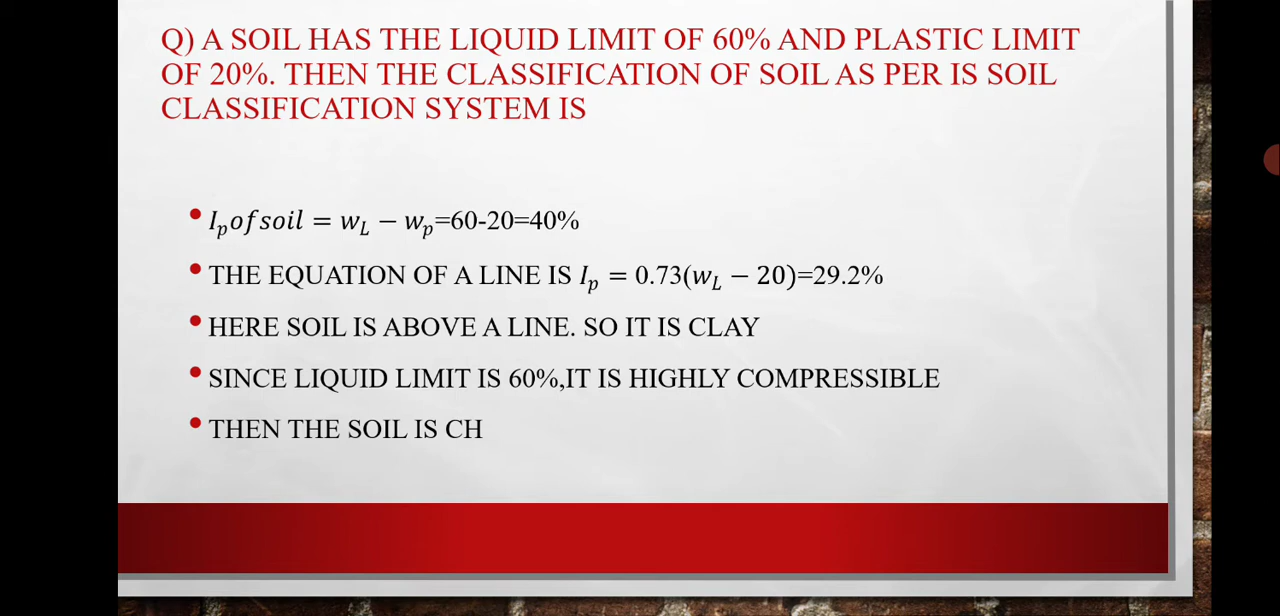 Q) A SOIL HAS THE LIQUID LIMIT OF 60% AND PLASTIC LIMIT
OF 20%. THEN THE CLASSIFICATION OF SOIL AS PER IS SOIL
CLASSIFICATION SYSTEM IS
• I_p of soil = w_L − w_p=60-20=40%
• THE EQUATION OF A LINE IS I_p = 0.73(w_L − 20)=29.2%
• HERE SOIL IS ABOVE A LINE. SO IT IS CLAY
• SINCE LIQUID LIMIT IS 60%,IT IS HIGHLY COMPRESSIBLE
• THEN THE SOIL IS CH